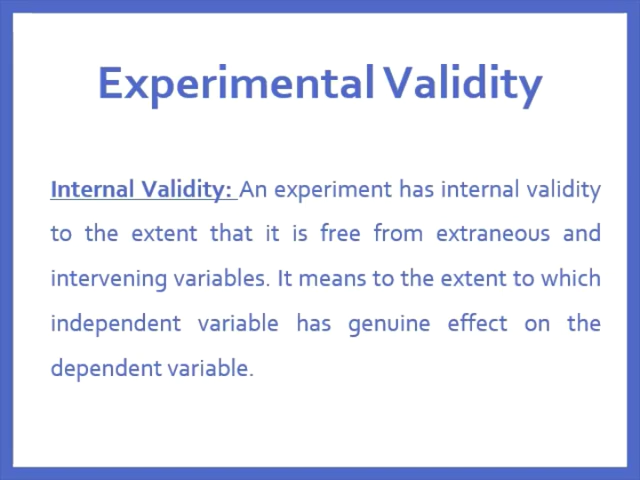 Experimental Validity
Internal Validity: An experiment has internal validity
to the extent that it is free from extraneous and
intervening variables. It means to the extent to which
independent variable has genuine effect on the
dependent variable.